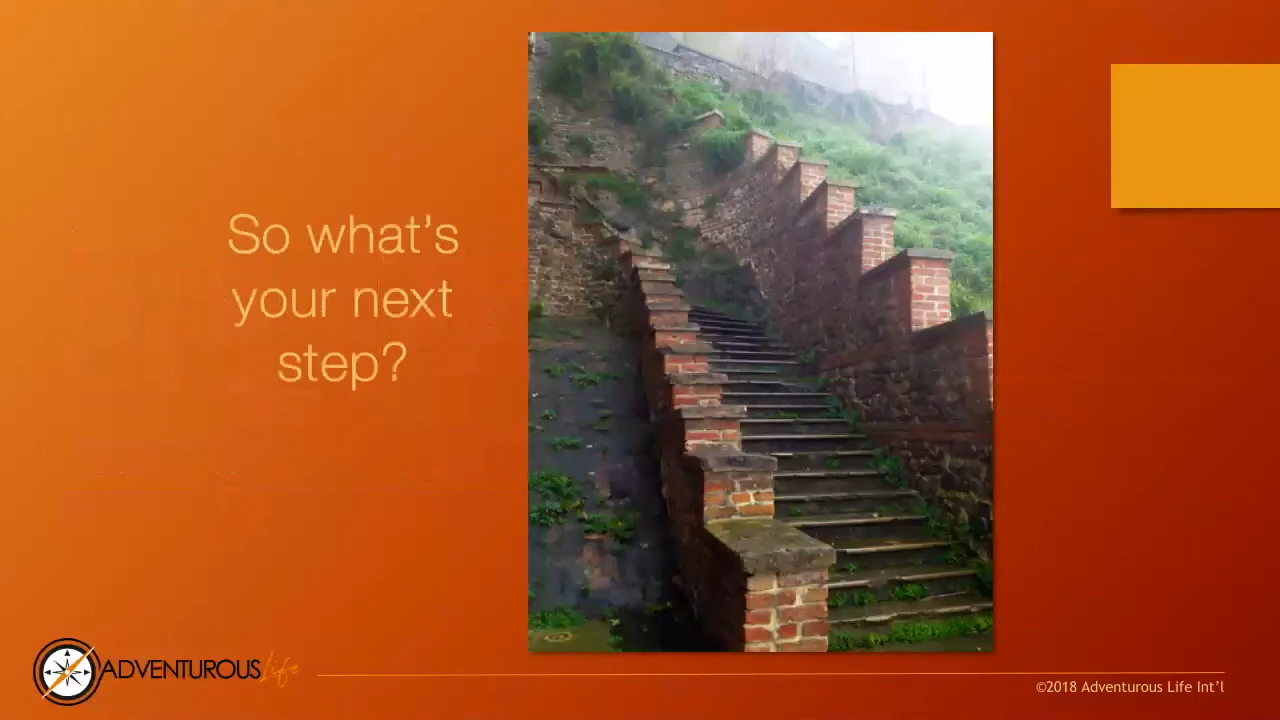 So what's
your next
step?
ADVENTUROUS Life
©2018 Adventurous Life Int'l